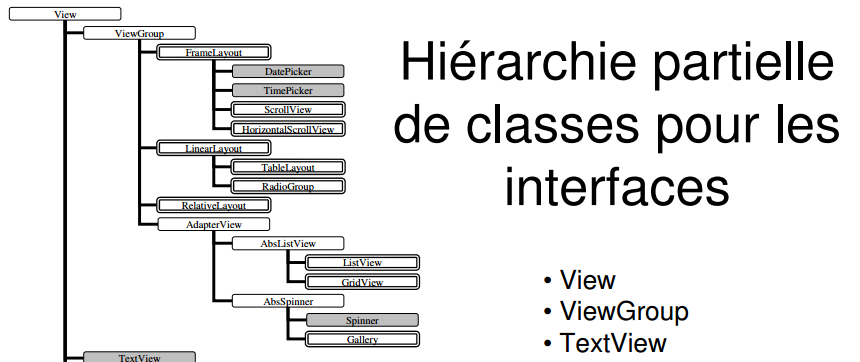 View
ViewGroup
FrameLayout
DatePicker
TimePicker
ScrollView
HorizontalScrollView
LinearLayout
TableLayout
RadioGroup
RelativeLayout
AdapterView
AbsListView
ListView
GridView
AbsSpinner
Spinner
Gallery
TextView
Hiérarchie partielle
de classes pour les
interfaces
• View
• ViewGroup
• TextView